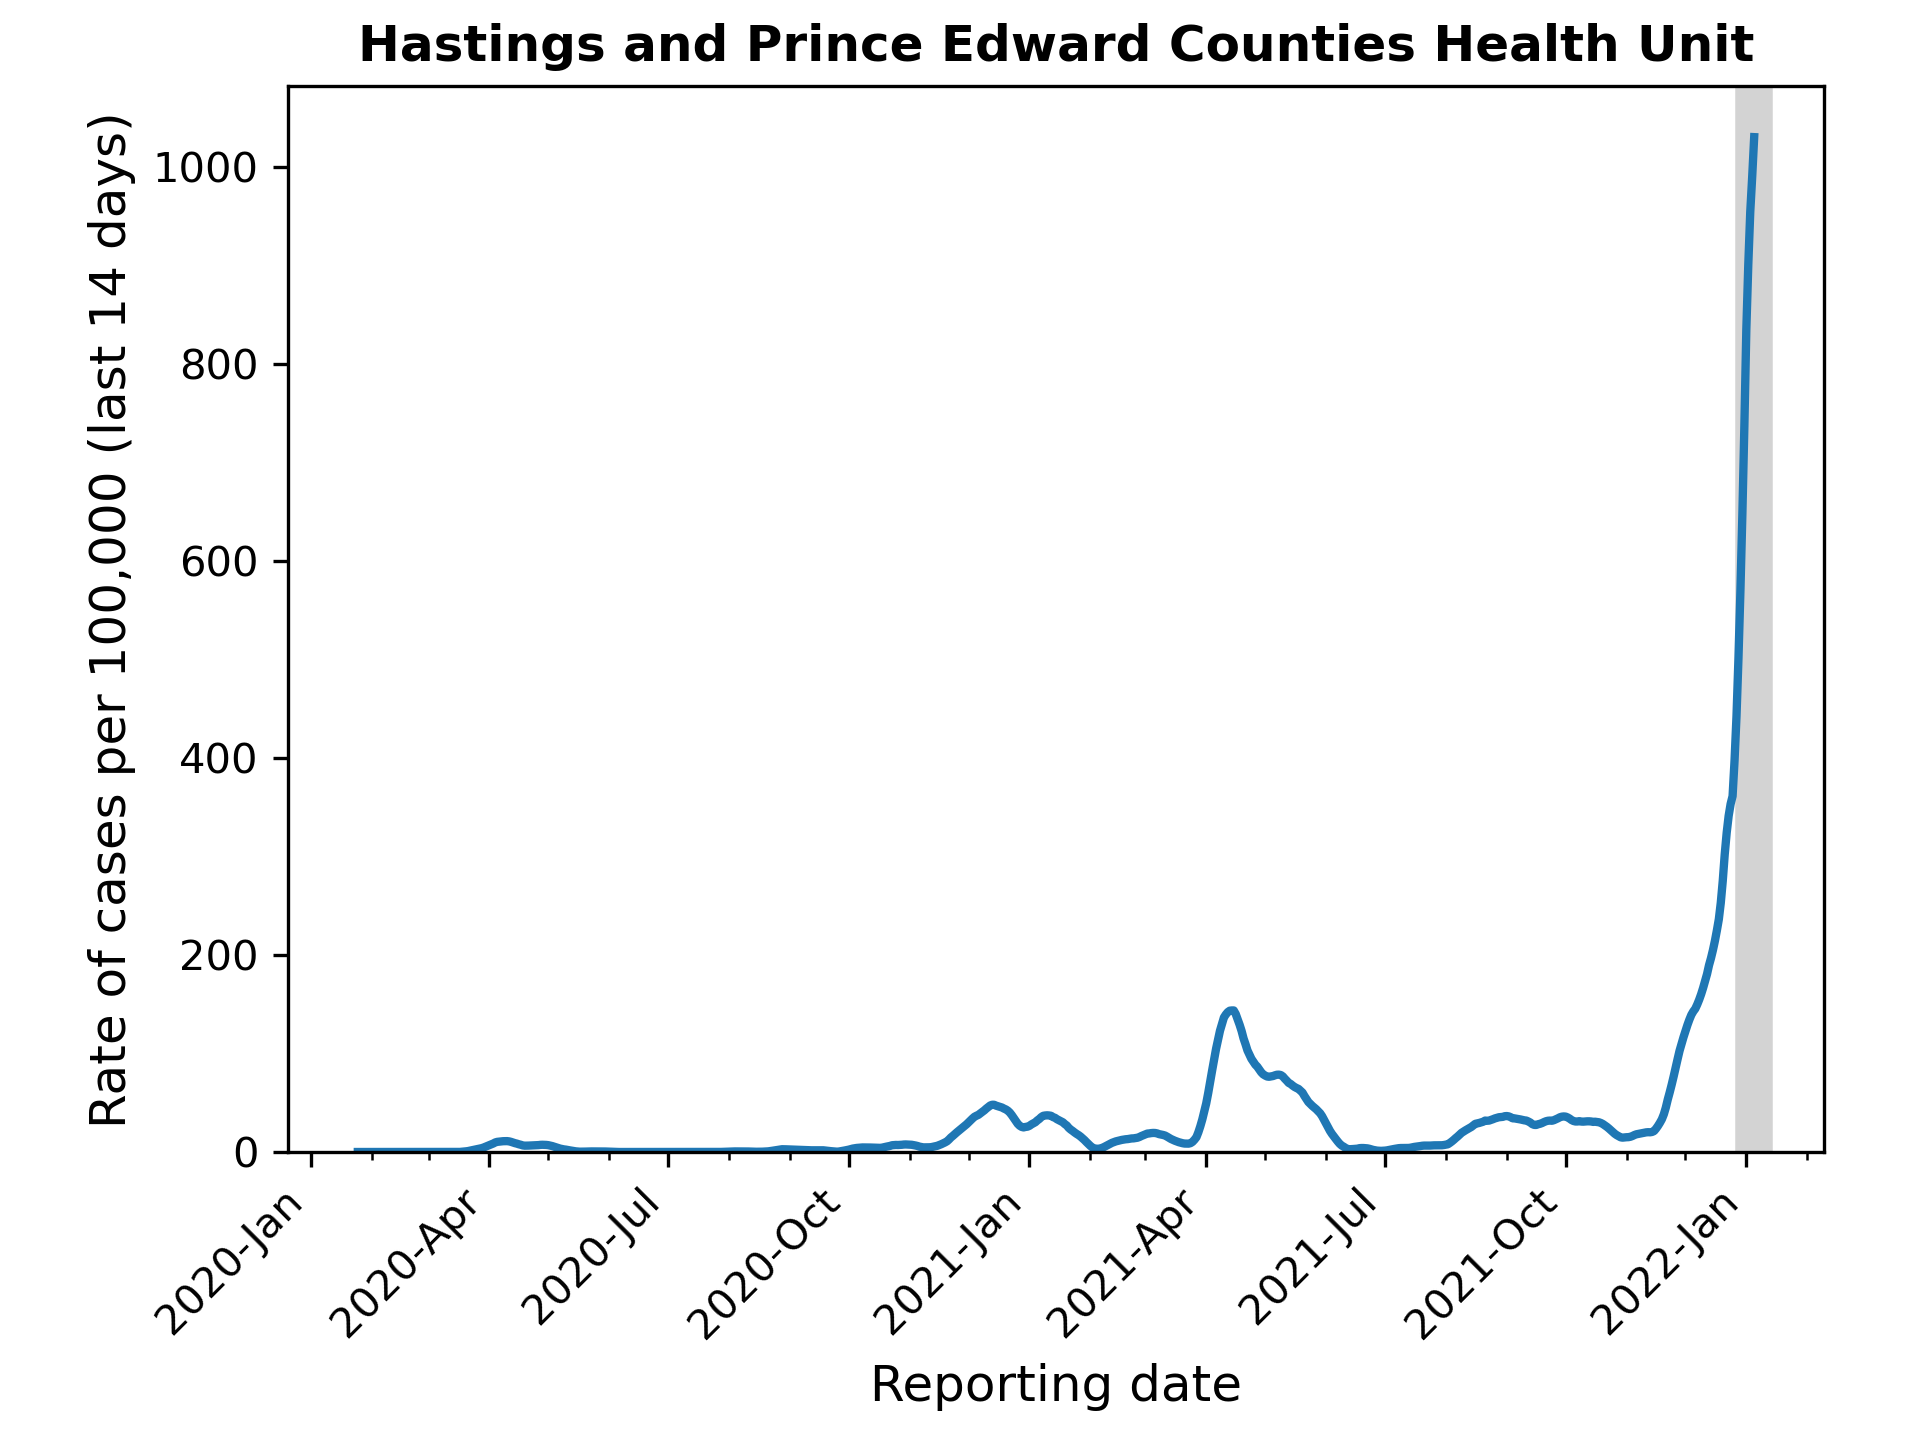 Hastings and Prince Edward Counties Health Unit
Rate of cases per 100,000 (last 14 days)
1000
800
600
400
200
0
2020-Jan
2020-Apr
2020-Jul
2020-Oct
2021-Jan
2021-Apr
2021-Jul
2021-Oct
2022-Jan
Reporting date